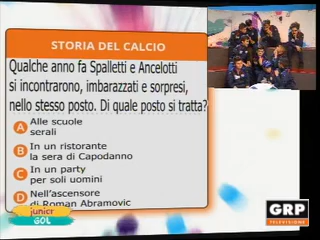 STORIA DEL CALCIO
Qualche anno fa Spalletti e Ancelotti
si incontrarono, imbarazzati e sorpresi,
nello stesso posto. Di quale posto si tratta?
A Alle scuole
serali
B In un ristorante
la sera di Capodanno
C In un party
per soli uomini
D Nell'ascensore
di Roman Abramovic
junior
GOL
GRP
TELEVISIONE